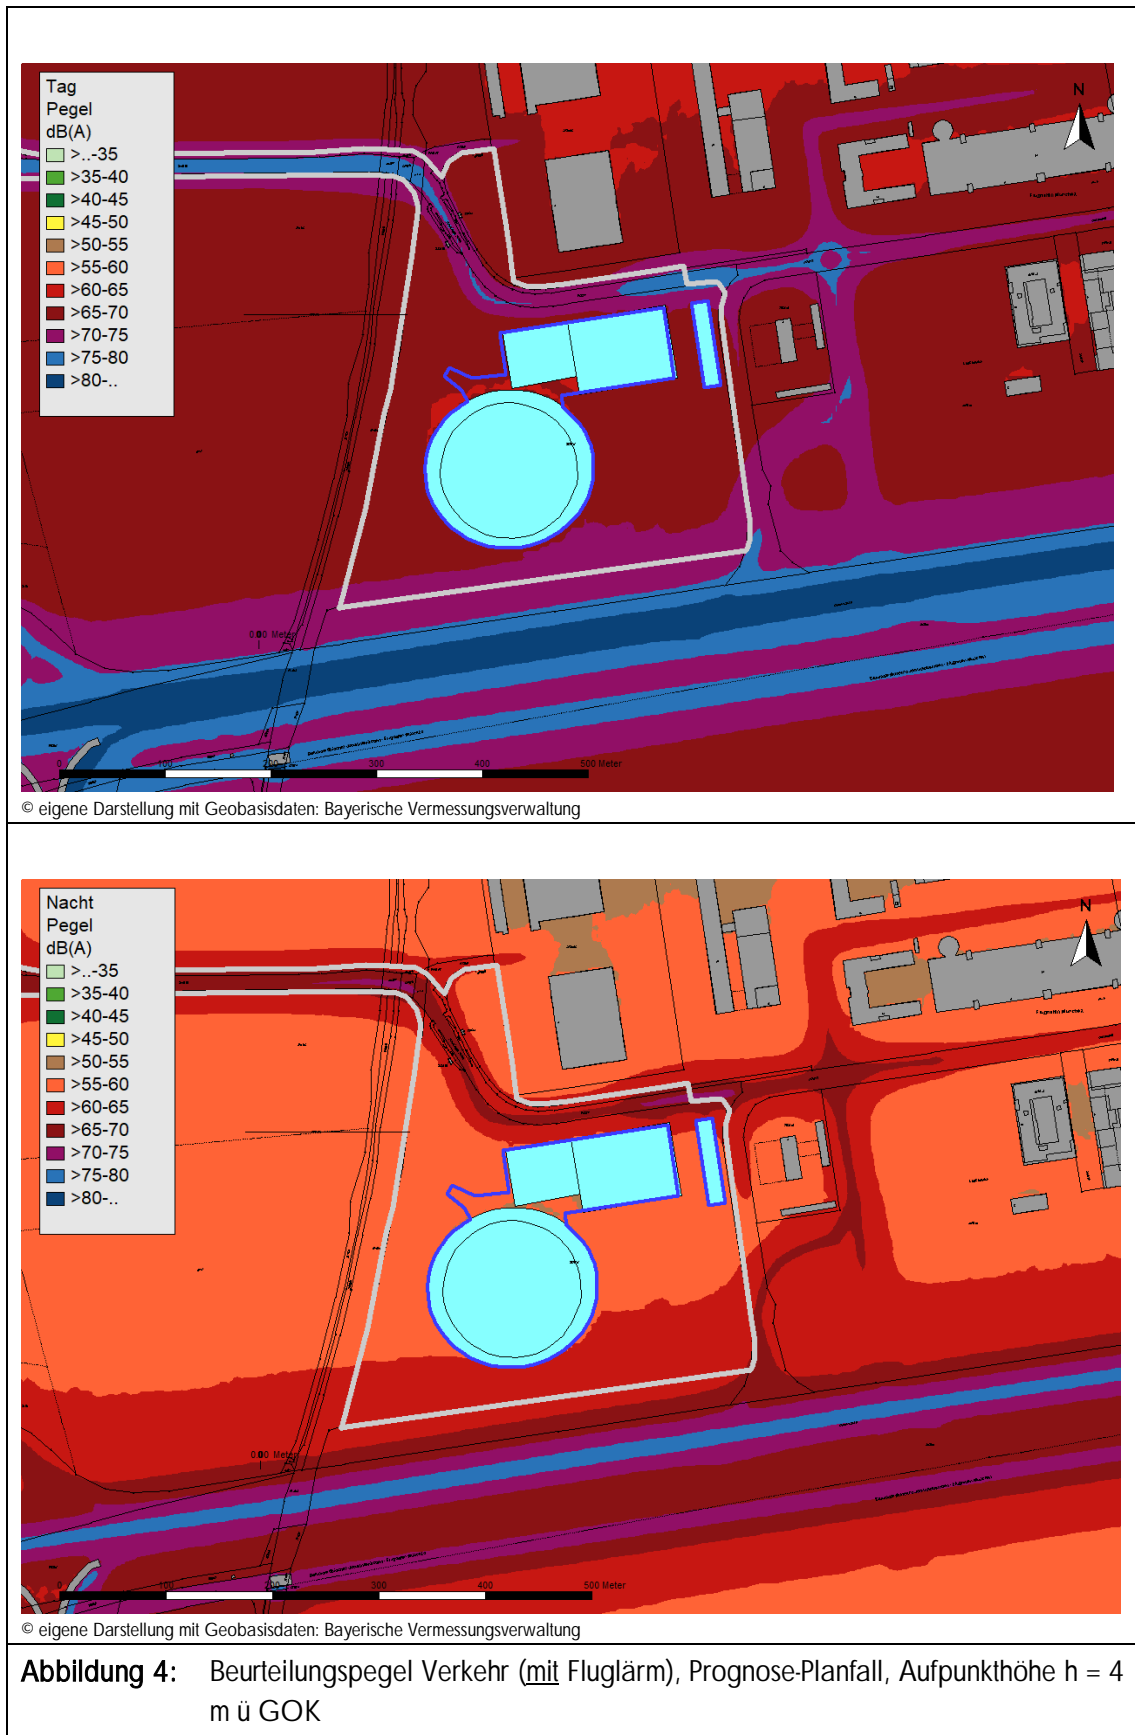 Tag
Pegel
dB(A)
>..-35
>35-40
>40-45
>45-50
>50-55
>55-60
>60-65
>65-70
>70-75
>75-80
>80-..
N
0.00 Meter
0 100 200 300 400 500 Meter
© eigene Darstellung mit Geobasisdaten: Bayerische Vermessungsverwaltung
Nacht
Pegel
dB(A)
>..-35
>35-40
>40-45
>45-50
>50-55
>55-60
>60-65
>65-70
>70-75
>75-80
>80-..
N
0.00 Meter
0 100 200 300 400 500 Meter
© eigene Darstellung mit Geobasisdaten: Bayerische Vermessungsverwaltung
Abbildung 4: Beurteilungspegel Verkehr (mit Fluglärm), Prognose-Planfall, Aufpunkthöhe h = 4
m ü GOK